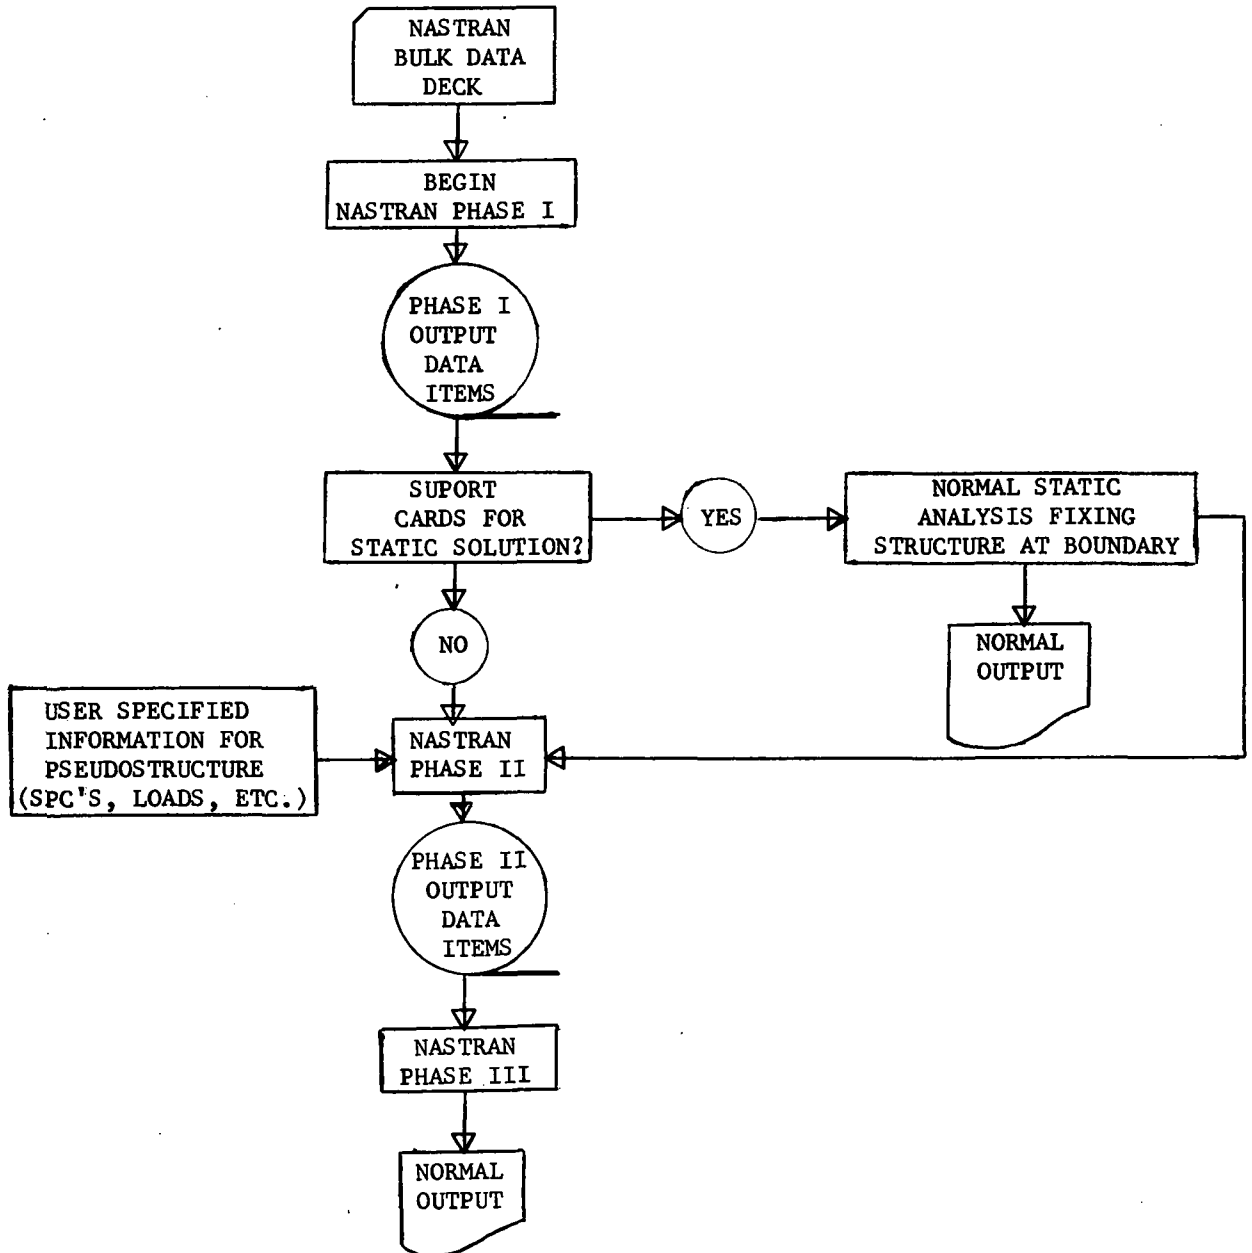 NASTRAN
BULK DATA
DECK
BEGIN
NASTRAN PHASE I
PHASE I
OUTPUT
DATA
ITEMS
SUPORT
CARDS FOR
STATIC SOLUTION?
YES
NORMAL STATIC
ANALYSIS FIXING
STRUCTURE AT BOUNDARY
NORMAL
OUTPUT
NO
USER SPECIFIED
INFORMATION FOR
PSEUDOSTRUCTURE
(SPC'S, LOADS, ETC.)
NASTRAN
PHASE II
PHASE II
OUTPUT
DATA
ITEMS
NASTRAN
PHASE III
NORMAL
OUTPUT